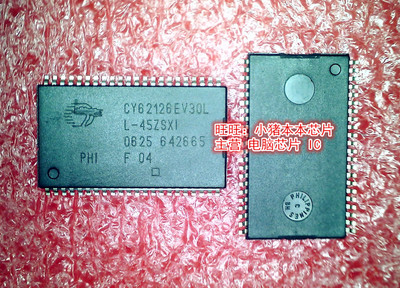 CY62126EV30L
L-45ZSXI
0625 642665
PHI F 04
旺旺: 小猪本本芯片
主营 电脑芯片 IC
PHILIPPINES